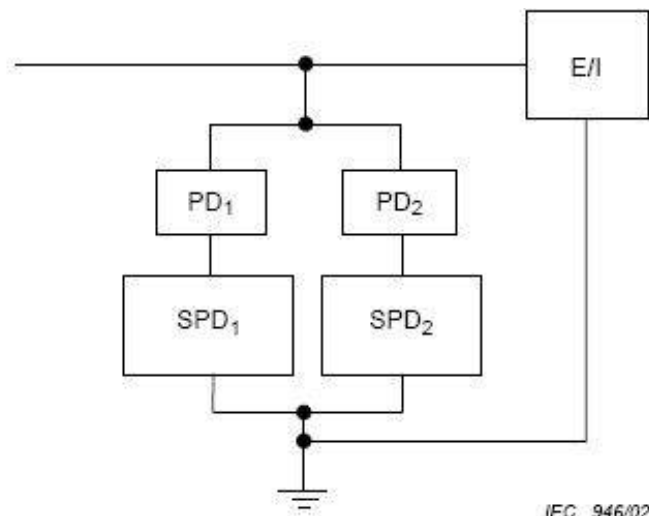 E/I
PD₁ PD₂
SPD₁ SPD₂
IEC 946/02